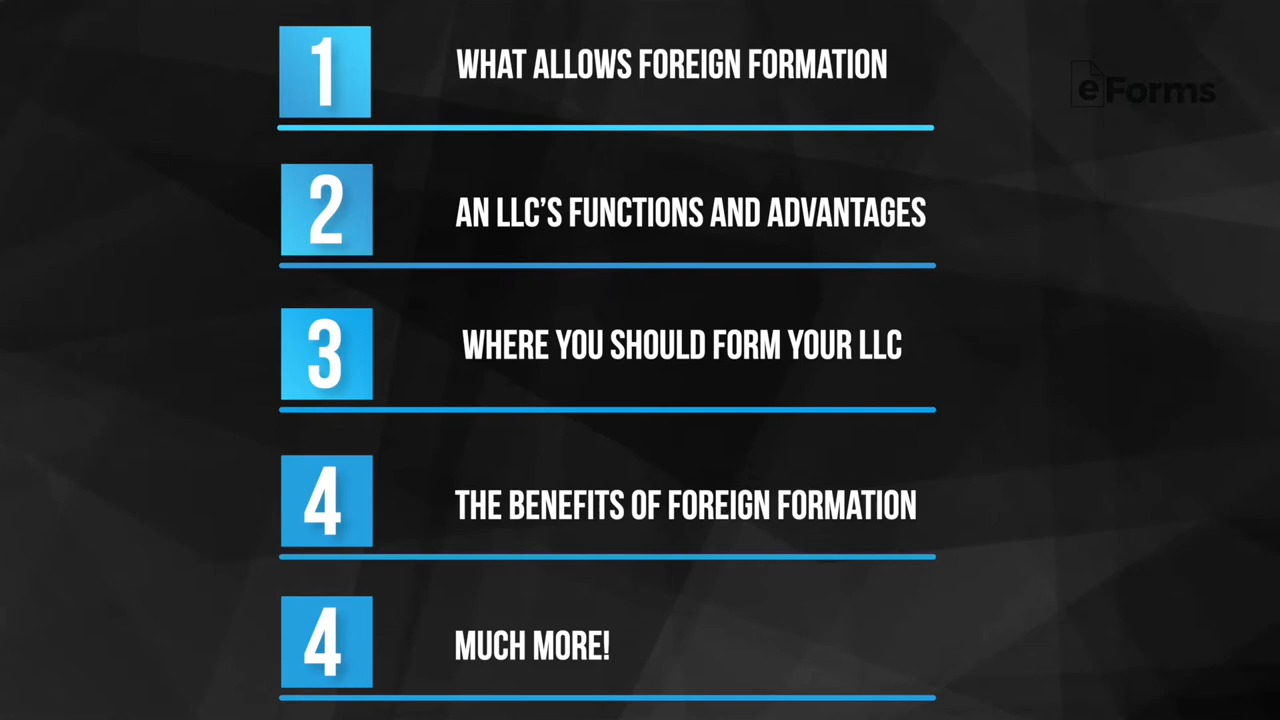 1 WHAT ALLOWS FOREIGN FORMATION
eForms
2 AN LLC'S FUNCTIONS AND ADVANTAGES
3 WHERE YOU SHOULD FORM YOUR LLC
4 THE BENEFITS OF FOREIGN FORMATION
4 MUCH MORE!